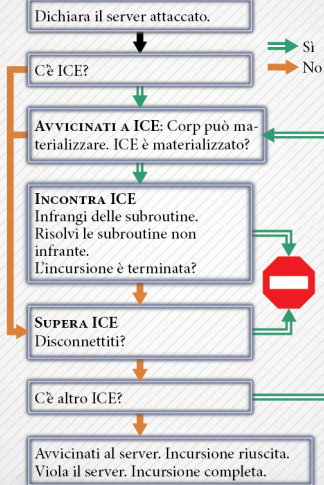 Dichiara il server attaccato.
Sì
C'è ICE?
No
AVVICINATI A ICE: Corp può ma-
terializzare. ICE è materializzato?
INCONTRA ICE
Infrangi delle subroutine.
Risolvi le subroutine non
infrante.
L'incursione è terminata?
SUPERA ICE
Disconnettiti?
C'è altro ICE?
Avvicinati al server. Incursione riuscita.
Viola il server. Incursione completa.